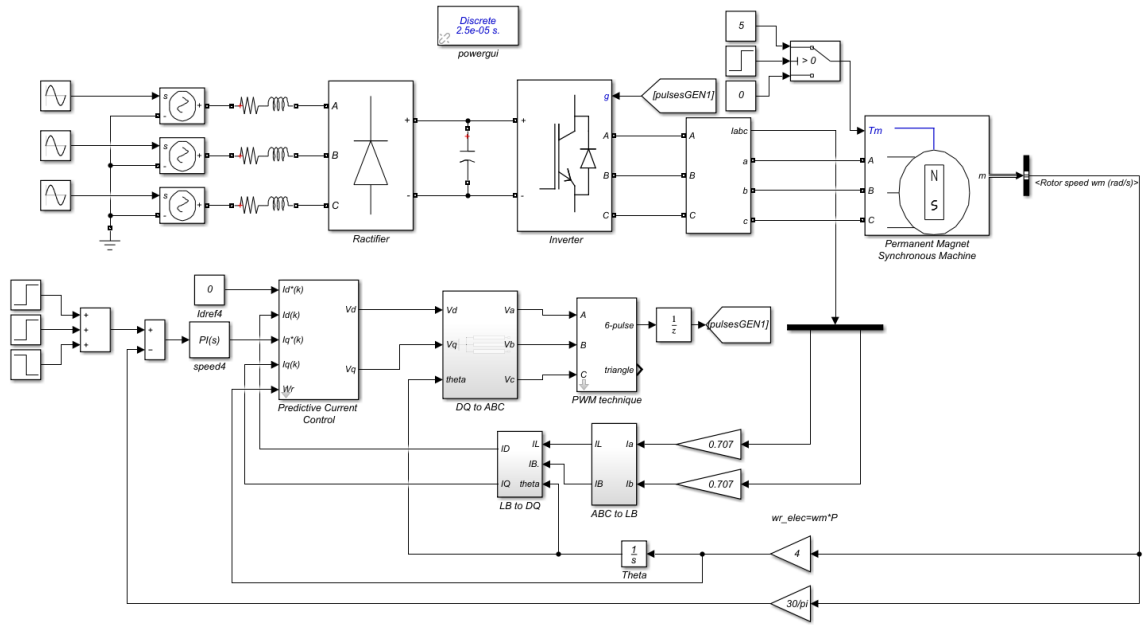 Discrete
2.5e-05 s.
powergui
5
> 0
0
s
+
-
s
+
-
s
+
-
A
B
C
+
-
Ractifier
+
-
g
A
B
C
Inverter
[pulsesGEN1]
A
B
C
Iabc
a
b
c
Tm
A
B
C
N
S
m
Permanent Magnet
Synchronous Machine
<Rotor speed wm (rad/s)>
+
+
+
+
−
PI(s)
speed4
0
Idref4
Id*(k)
Id(k)
Iq*(k)
Iq(k)
Wr
Vd
Vq
Predictive Current
Control
Vd
Vq
theta
Va
Vb
Vc
DQ to ABC
A
B
C
6-pulse
triangle
PWM technique
1
z
[pulsesGEN1]
ID
IQ
IL
IB.
theta
LB to DQ
IL
IB
Ia
Ib
ABC to LB
0.707
0.707
wr_elec=wm*P
4
1
s
Theta
30/pi